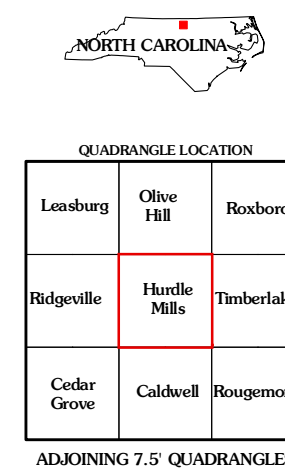 NORTH CAROLINA
QUADRANGLE LOCATION
Leasburg
Olive
Hill
Roxboro
Ridgeville
Hurdle
Mills
Timberlak
Cedar
Grove
Caldwell
Rougemo
ADJOINING 7.5' QUADRANGLE